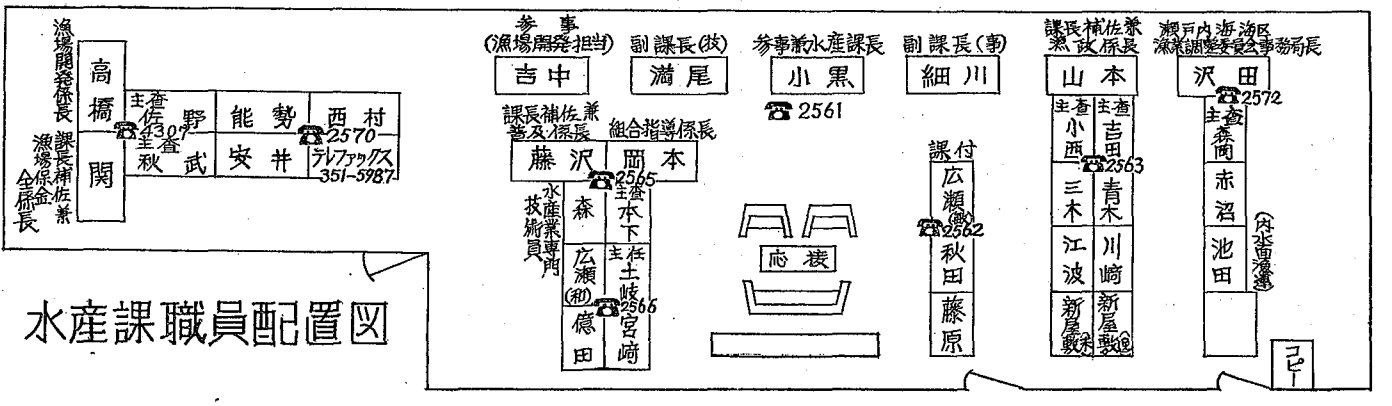 漁場開発係長
高橋
課長補佐兼
漁場保金
全係長
関
主査
佐野
☎4307
主査
秋武
能勢
安井
西村
☎2570
テレファックス
351-5987
参事
(漁場開発担当)
吉中
副課長(技)
満尾
参事兼水産課長
小黒
☎2561
副課長(事)
細川
課長補佐兼
漁政係長
山本
瀬戸内海海区
漁業調整委員会事務局長
沢田
☎2572
課長補佐兼
普及係長
藤沢
組合指導係長
岡本
☎2565
水産業専門
技術員
森
広瀬(和)
億田
主査
木下
主任
土岐
☎2566
宮崎
応接
課付
広瀬(敏)
☎2562
秋田
藤原
主査
小西
三木
江波
新屋敷
主査
吉田
☎2563
青木
川崎
新屋敷
主査
森岡
赤沼
池田
(内水面漁連)
コピー
水産課職員配置図